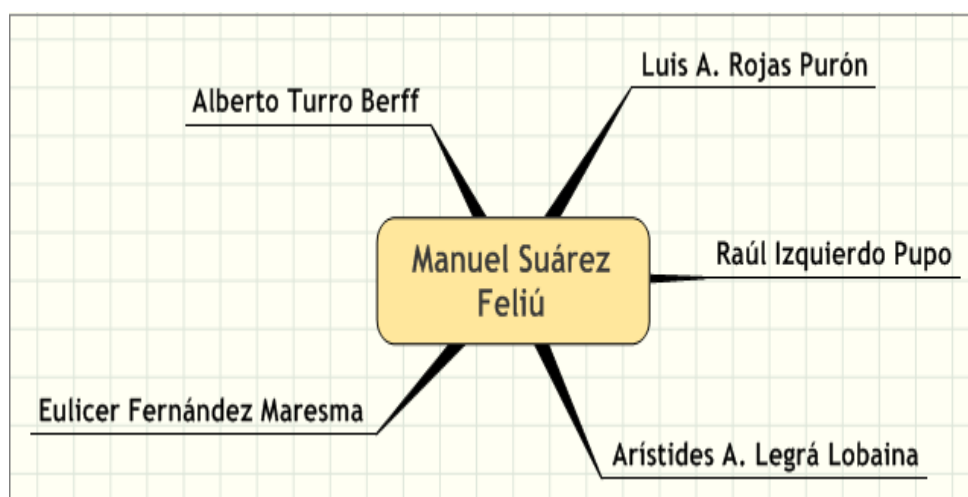 Luis A. Rojas Purón
Alberto Turro Berff
Manuel Suárez
Feliú
Raúl Izquierdo Pupo
Eulicer Fernández Maresma
Arístides A. Legrá Lobaina